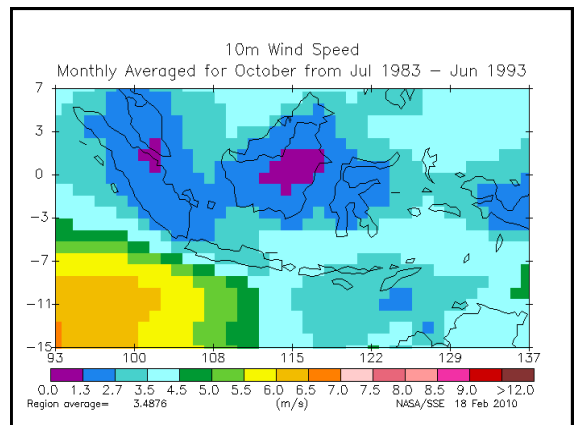 10m Wind Speed
Monthly Averaged for October from Jul 1983 – Jun 1993
7
3
0
−3
−7
−11
−15
93 100 108 115 122 129 137
0.0 1.3 2.7 3.5 4.5 5.0 5.5 6.0 6.5 7.0 7.5 8.0 8.5 9.0 >12.0
Region average= 3.4876 (m/s) NASA/SSE 18 Feb 2010